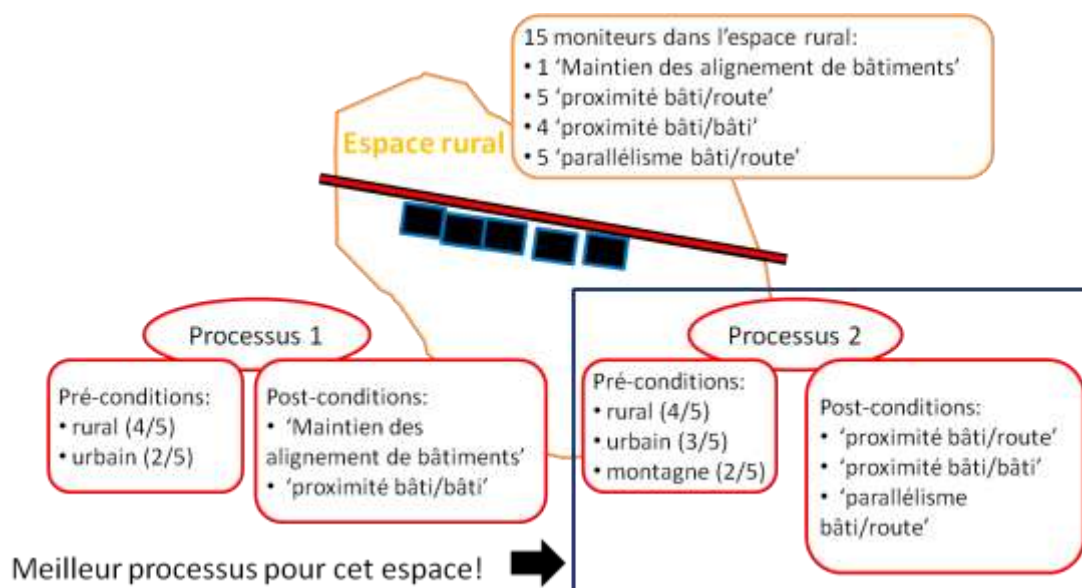 15 moniteurs dans l'espace rural:
• 1 'Maintien des alignement de bâtiments'
• 5 'proximité bâti/route'
• 4 'proximité bâti/bâti'
• 5 'parallélisme bâti/route'
Espace rural
Processus 1
Pré-conditions:
• rural (4/5)
• urbain (2/5)
Post-conditions:
• 'Maintien des
alignement de bâtiments'
• 'proximité bâti/bâti'
Processus 2
Pré-conditions:
• rural (4/5)
• urbain (3/5)
• montagne (2/5)
Post-conditions:
• 'proximité bâti/route'
• 'proximité bâti/bâti'
• 'parallélisme
bâti/route'
Meilleur processus pour cet espace!